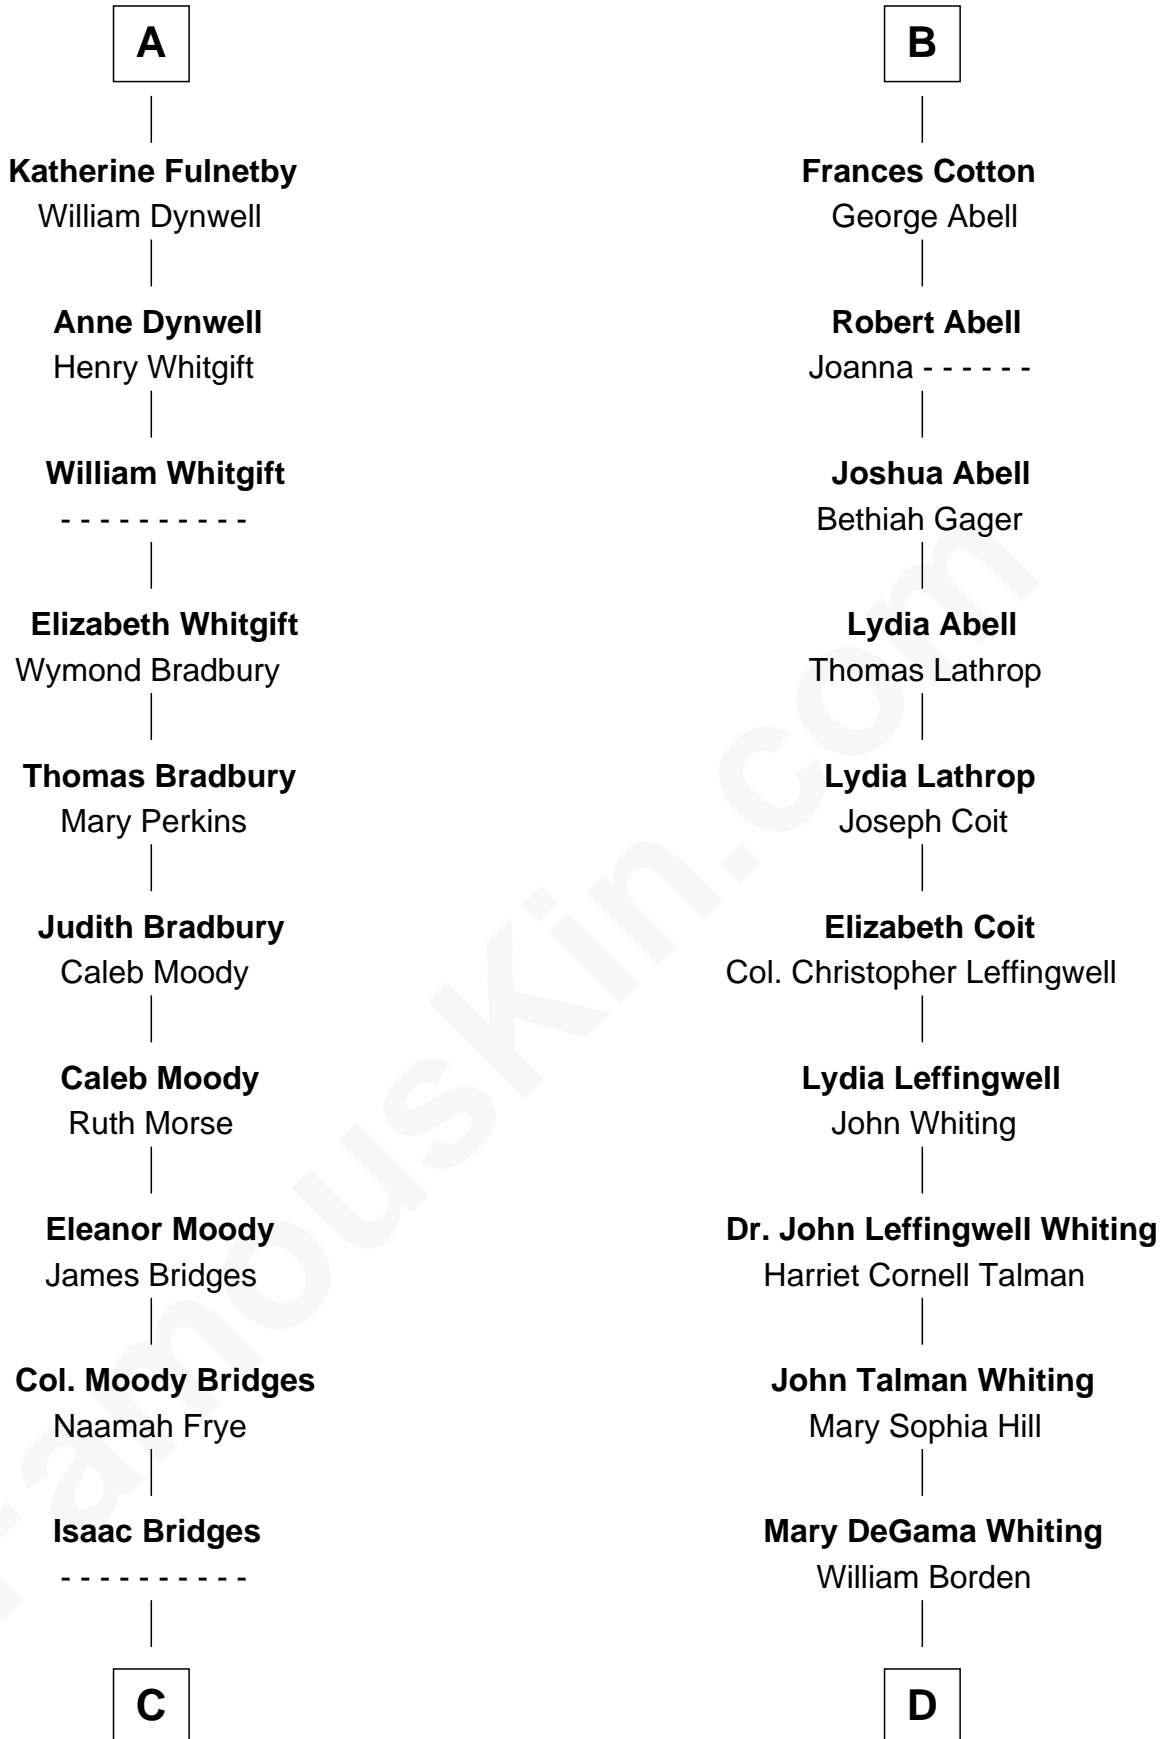 A
Katherine Fulnetby
William Dynwell
Anne Dynwell
Henry Whitgift
William Whitgift
- - - - - - - - - -
Elizabeth Whitgift
Wymond Bradbury
Thomas Bradbury
Mary Perkins
Judith Bradbury
Caleb Moody
Caleb Moody
Ruth Morse
Eleanor Moody
James Bridges
Col. Moody Bridges
Naamah Frye
Isaac Bridges
- - - - - - - - - -
C
B
Frances Cotton
George Abell
Robert Abell
Joanna - - - - - -
Joshua Abell
Bethiah Gager
Lydia Abell
Thomas Lathrop
Lydia Lathrop
Joseph Coit
Elizabeth Coit
Col. Christopher Leffingwell
Lydia Leffingwell
John Whiting
Dr. John Leffingwell Whiting
Harriet Cornell Talman
John Talman Whiting
Mary Sophia Hill
Mary DeGama Whiting
William Borden
D
FamousKin.com